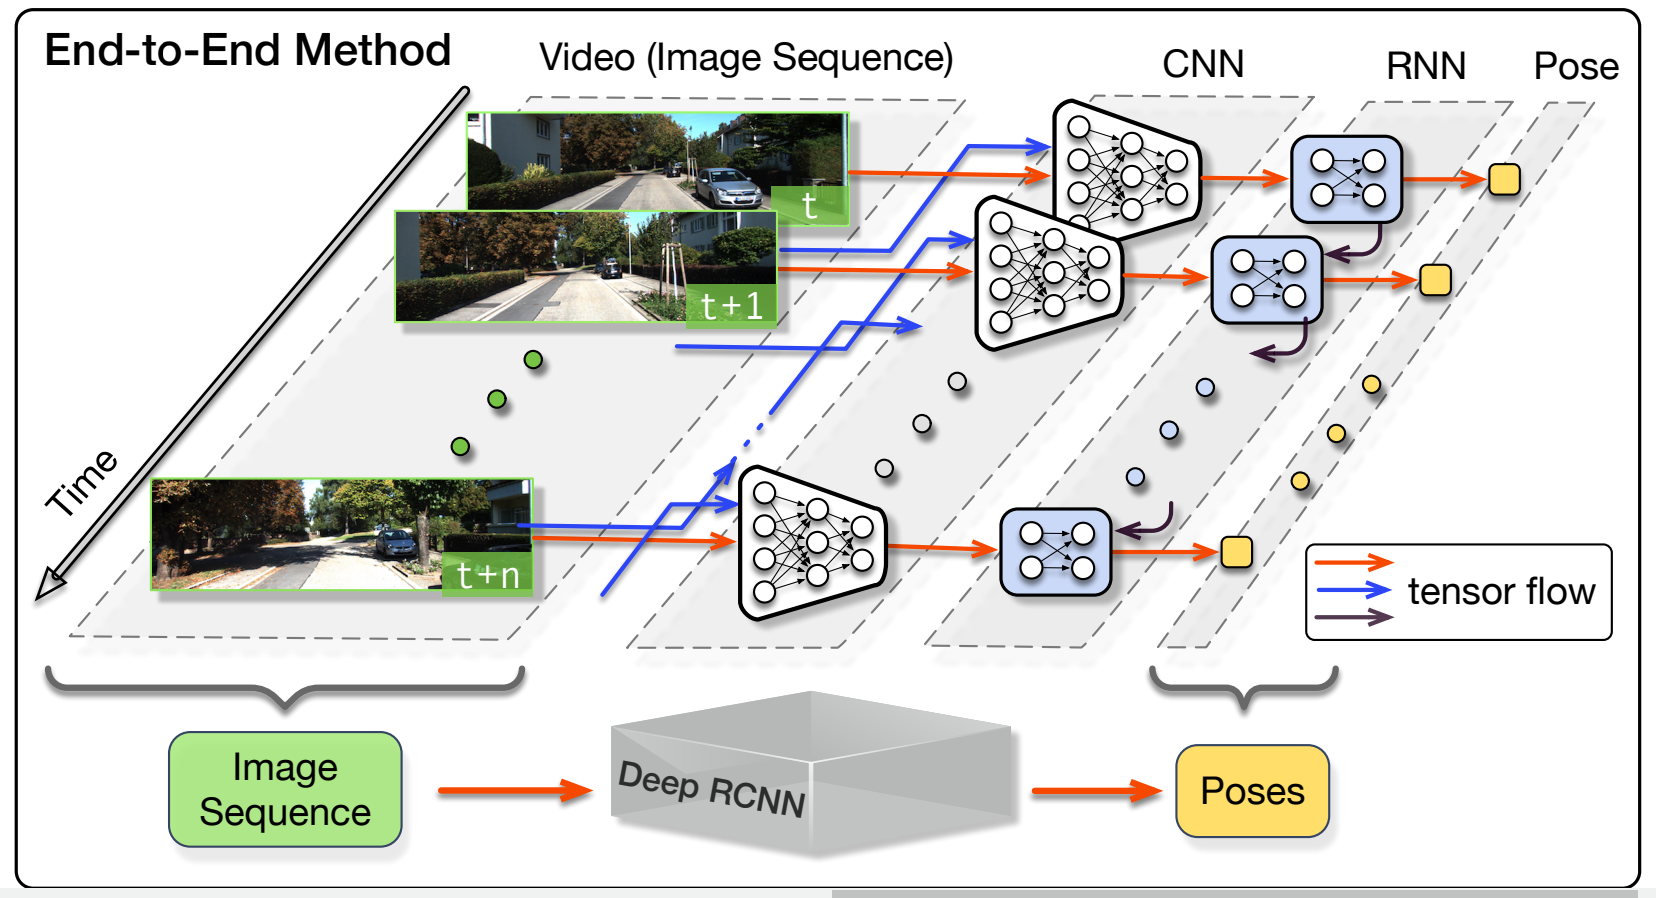 End-to-End Method
Video (Image Sequence)
CNN
RNN
Pose
t
t+1
Time
t+n
tensor flow
Image
Sequence
Deep RCNN
Poses